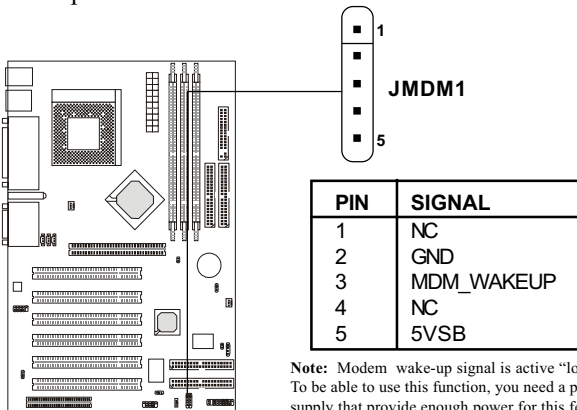 1
JMDM1
5
PIN SIGNAL
1 NC
2 GND
3 MDM_WAKEUP
4 NC
5 5VSB
Note: Modem wake-up signal is active “lo
To be able to use this function, you need a p
supply that provide enough power for this f